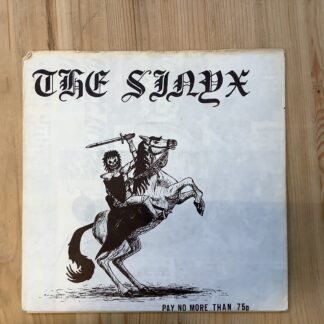 THE SINYX
PAY NO MORE THAN 75p